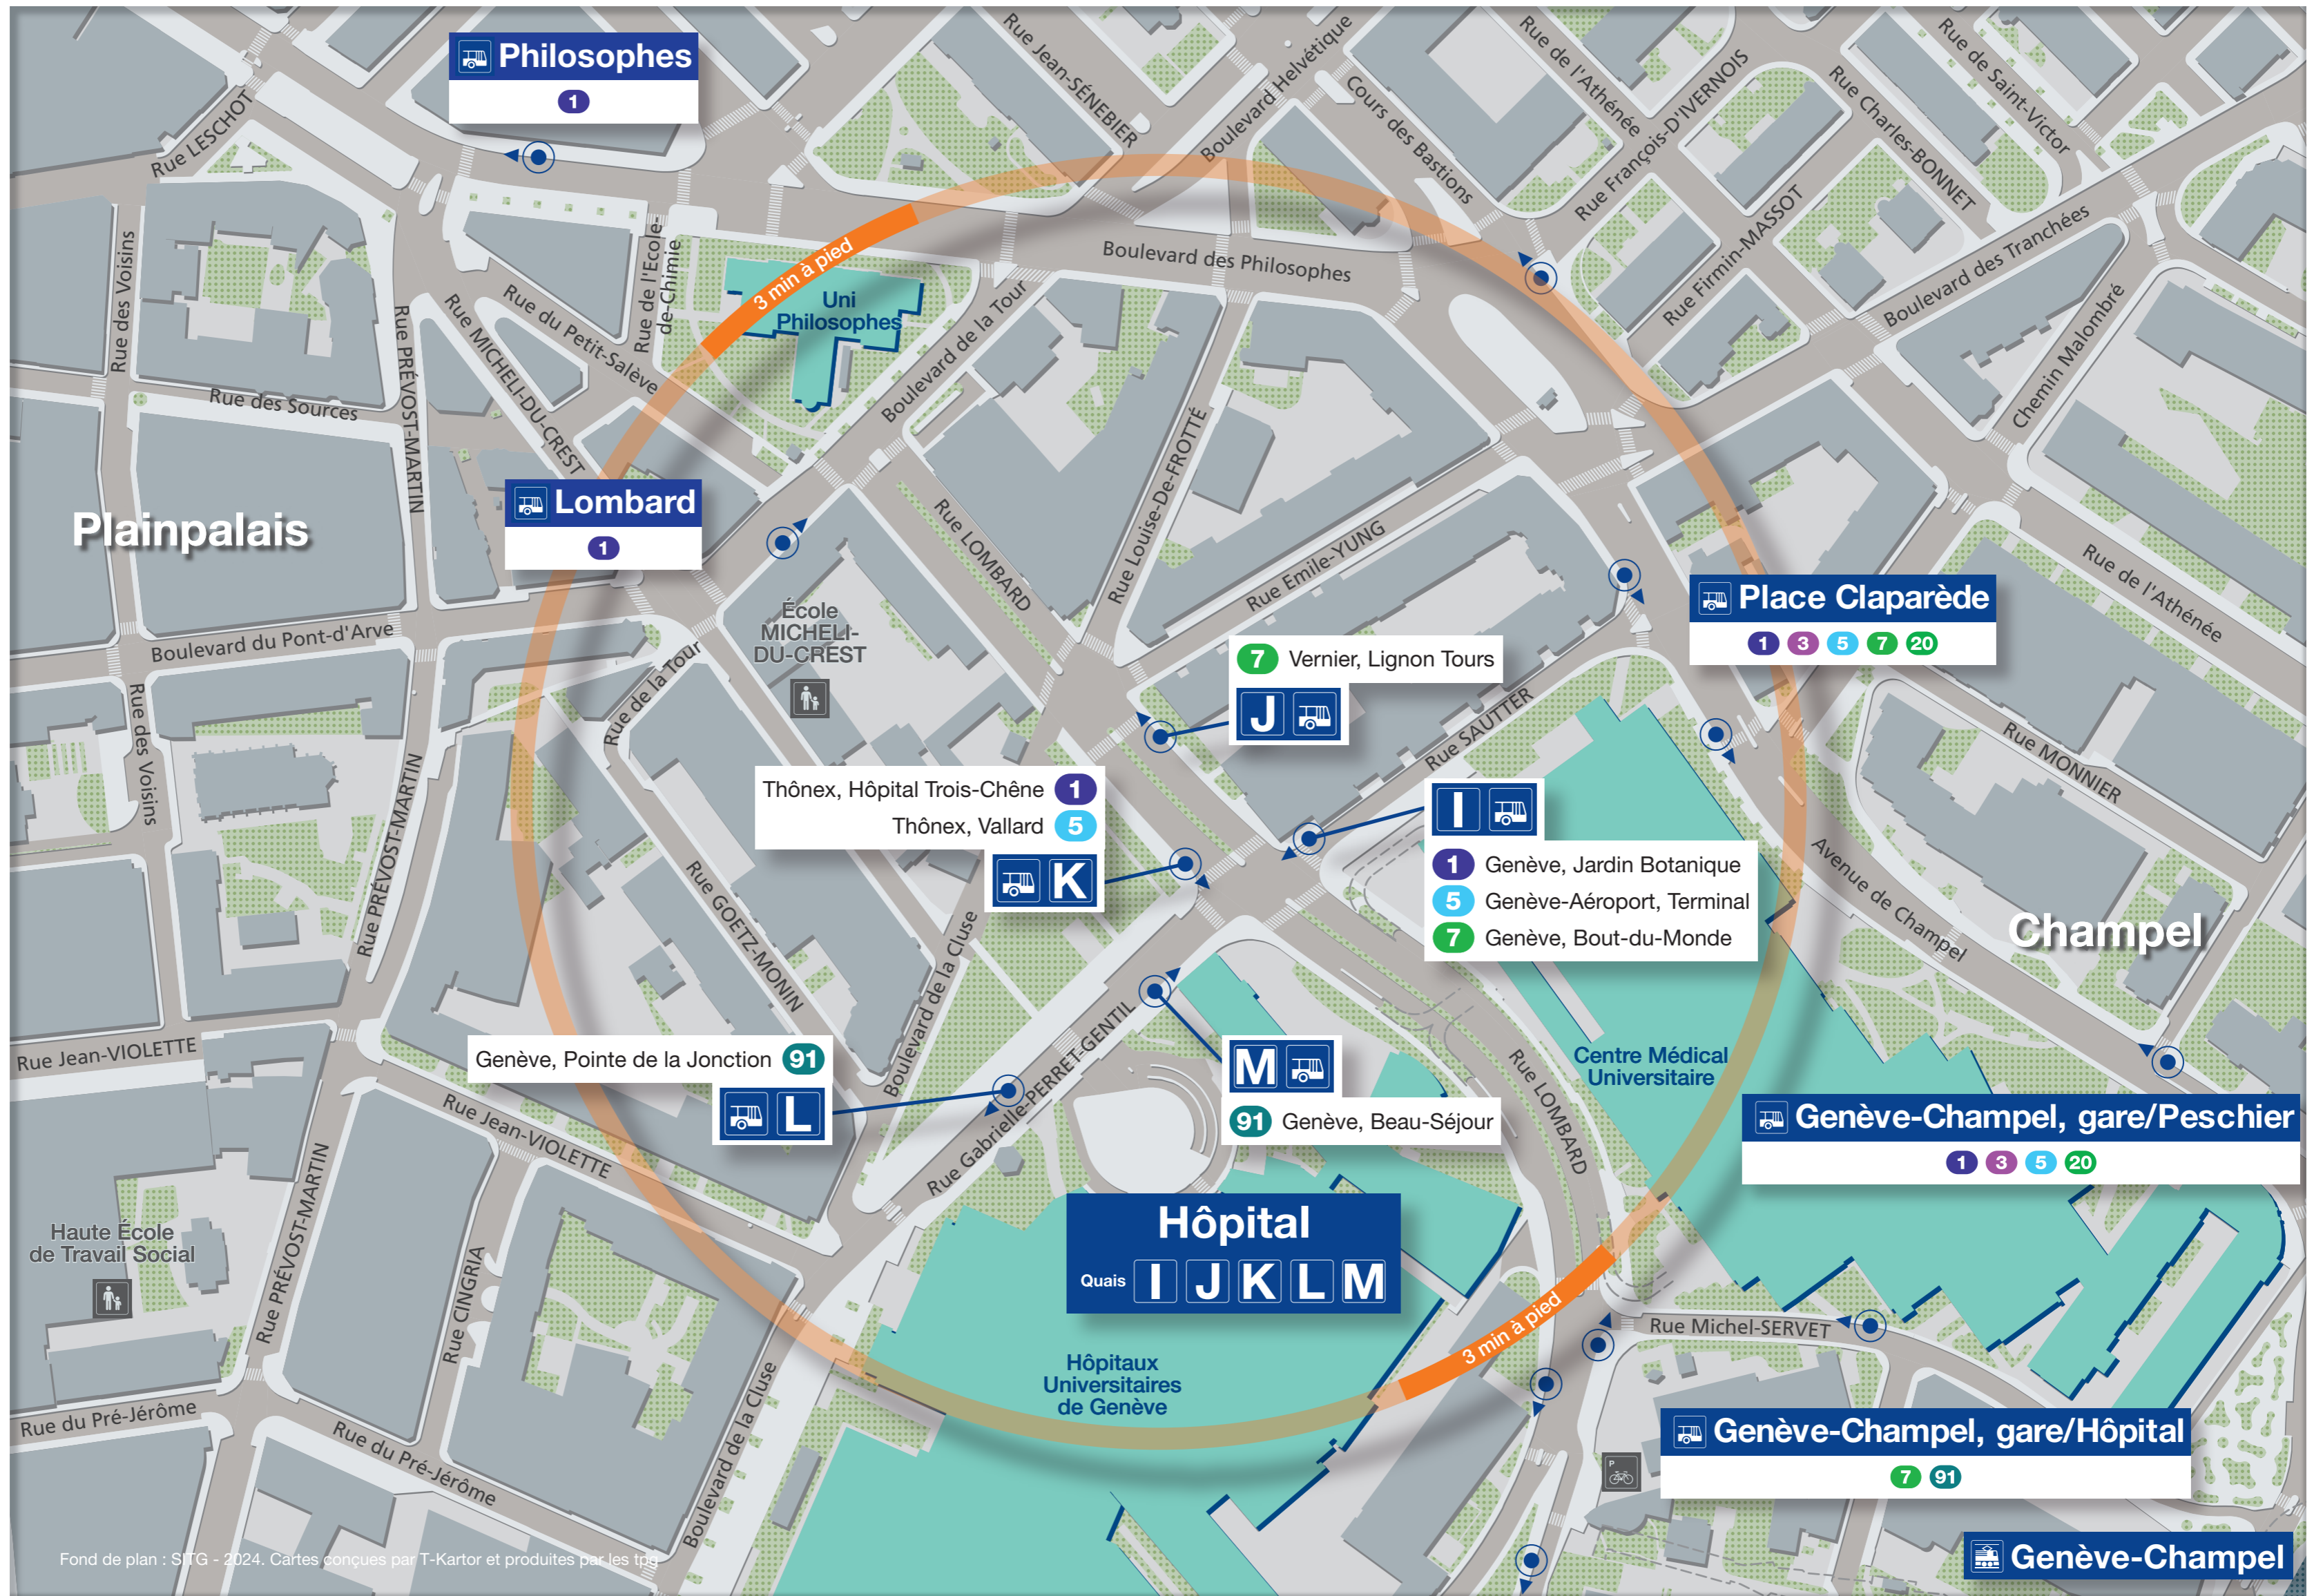 Philosophes
1
Rue LESCHOT
Rue Jean-SÉNEBIER
Boulevard Helvétique
Cours des Bastions
Rue de l'Athénée
Rue François-D'IVERNOIS
Rue Charles-BONNET
Rue de Saint-Victor
Rue Firmin-MASSOT
Boulevard des Tranchées
Chemin Malombré
Boulevard des Philosophes
3 min à pied
Uni
Philosophes
Rue de l'Ecole-
de-Chimie
Rue du Petit-Salève
Rue MICHELI-DU-CREST
Rue PRÉVOST-MARTIN
Rue des Voisins
Rue des Sources
Boulevard de la Tour
Rue Louise-De-FROTTÉ
Rue LOMBARD
Rue Emile-YUNG
Lombard
1
Plainpalais
Place Claparède
1 3 5 7 20
Rue de l'Athénée
École
MICHELI-
DU-CREST
Boulevard du Pont-d'Arve
Rue de la Tour
Rue des Voisins
7 Vernier, Lignon Tours
J
Rue SAUTTER
Rue MONNIER
Thônex, Hôpital Trois-Chêne 1
Thônex, Vallard 5
K
I
1 Genève, Jardin Botanique
5 Genève-Aéroport, Terminal
7 Genève, Bout-du-Monde
Avenue de Champel
Champel
Rue PRÉVOST-MARTIN
Rue GOETZ-MONIN
Boulevard de la Cluse
Rue Jean-VIOLETTE
Genève, Pointe de la Jonction 91
L
Rue Gabrielle-PERRET-GENTIL
M
91 Genève, Beau-Séjour
Rue LOMBARD
Centre Médical
Universitaire
Genève-Champel, gare/Peschier
1 3 5 20
Rue Jean-VIOLETTE
Haute École
de Travail Social
Rue PRÉVOST-MARTIN
Rue CINGRIA
Hôpital
Quais I J K L M
3 min à pied
Rue Michel-SERVET
Hôpitaux
Universitaires
de Genève
Rue du Pré-Jérôme
Rue du Pré-Jérôme
Boulevard de la Cluse
Genève-Champel, gare/Hôpital
7 91
P
Genève-Champel
Fond de plan : SITG - 2024. Cartes conçues par T-Kartor et produites par les tpg